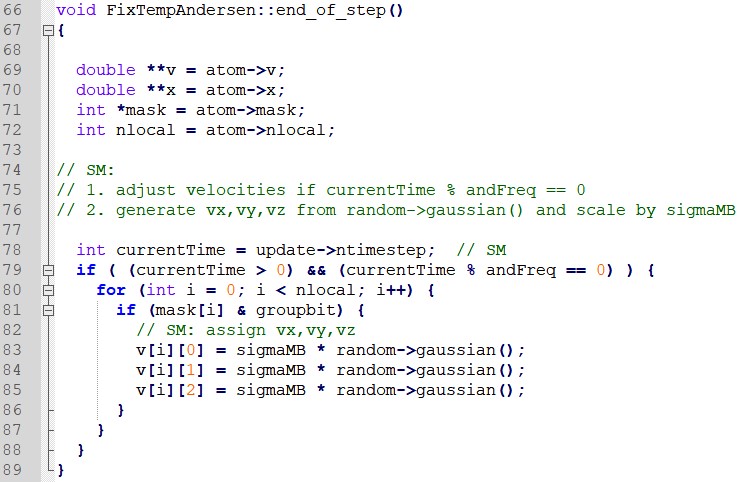 66 void FixTempAndersen::end_of_step()
67 {
68
69   double **v = atom->v;
70   double **x = atom->x;
71   int *mask = atom->mask;
72   int nlocal = atom->nlocal;
73
74 // SM:
75 // 1. adjust velocities if currentTime % andFreq == 0
76 // 2. generate vx,vy,vz from random->gaussian() and scale by sigmaMB
77
78   int currentTime = update->ntimestep;  // SM
79   if ( (currentTime > 0) && (currentTime % andFreq == 0) ) {
80     for (int i = 0; i < nlocal; i++) {
81       if (mask[i] & groupbit) {
82         // SM: assign vx,vy,vz
83         v[i][0] = sigmaMB * random->gaussian();
84         v[i][1] = sigmaMB * random->gaussian();
85         v[i][2] = sigmaMB * random->gaussian();
86       }
87     }
88   }
89 }